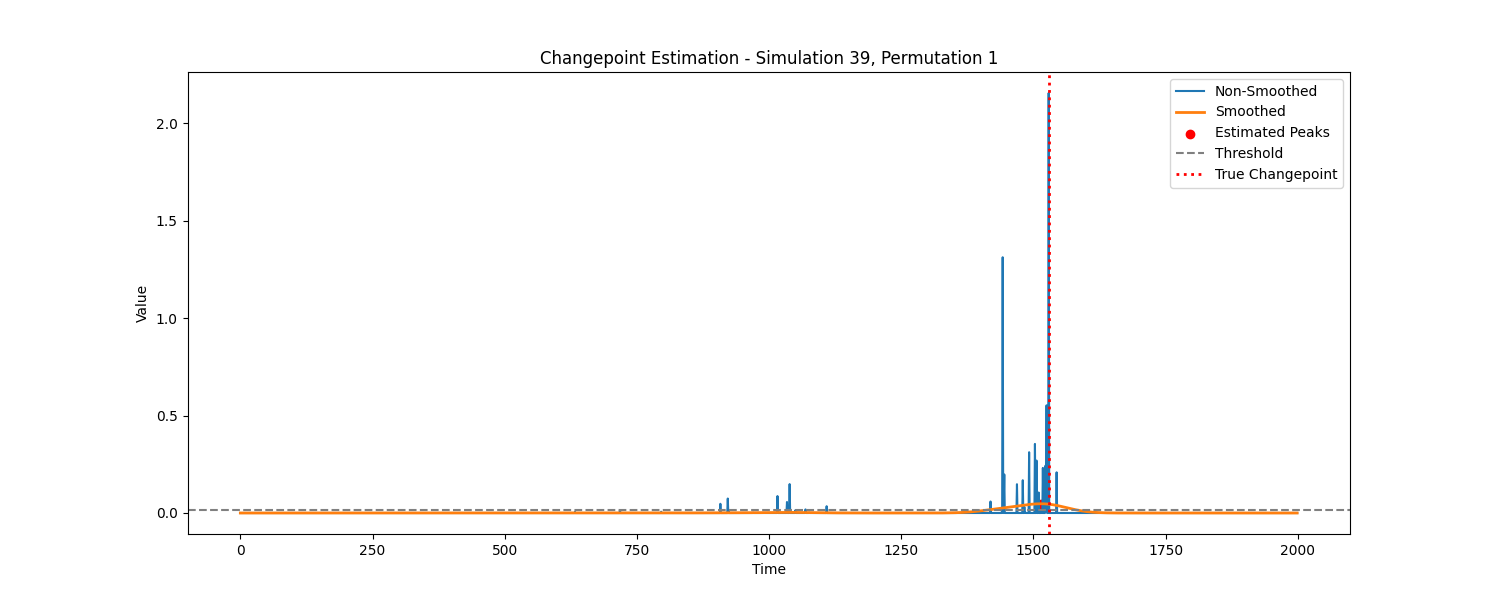 Changepoint Estimation - Simulation 39, Permutation 1
Non-Smoothed
Smoothed
Estimated Peaks
Threshold
True Changepoint
Value
2.0
1.5
1.0
0.5
0.0
0
250
500
750
1000
1250
1500
1750
2000
Time